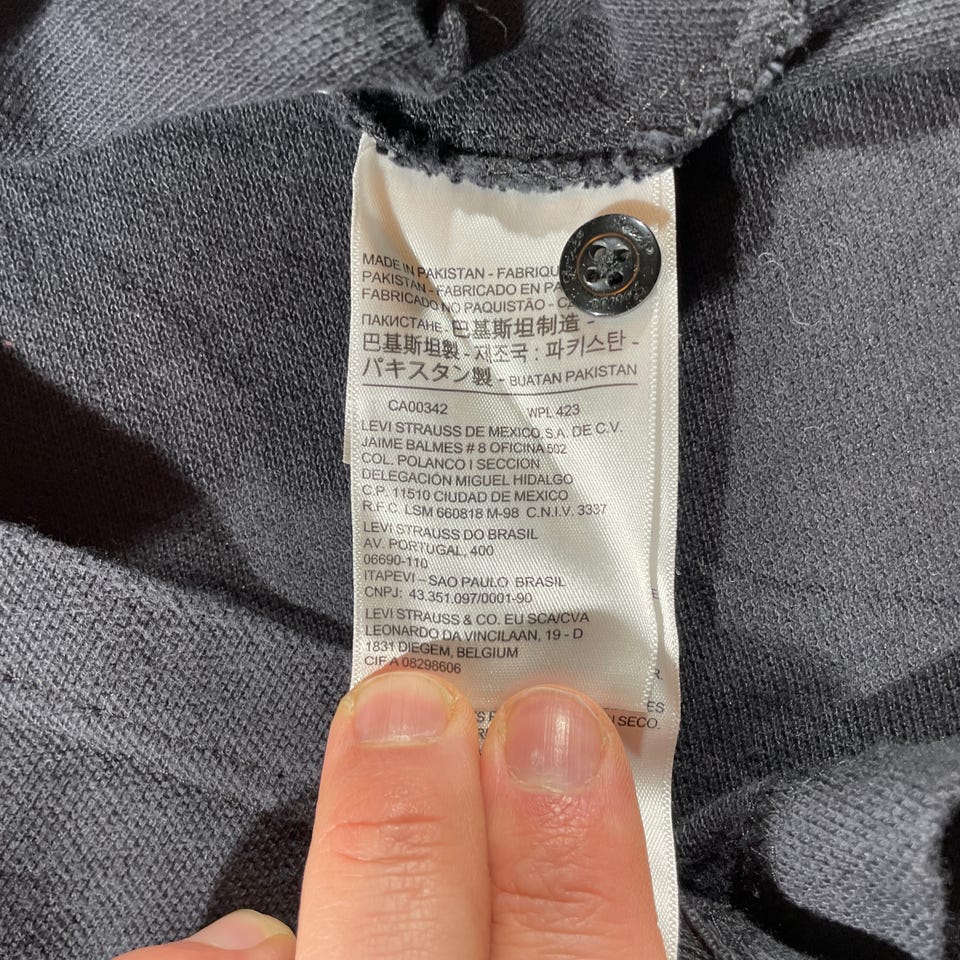 MADE IN PAKISTAN - FABRIQU
PAKISTAN - FABRICADO EN PA
FABRICADO NO PAQUISTÃO - C
ПАКИСТАНЕ - 巴基斯坦制造 -
巴基斯坦製 - 제조국 : 파키스탄 -
パキスタン製 - BUATAN PAKISTAN
CA00342 WPL 423
LEVI STRAUSS DE MEXICO, S.A. DE C.V.
JAIME BALMES # 8 OFICINA 502
COL. POLANCO I SECCION
DELEGACIÓN MIGUEL HIDALGO
C.P. 11510 CIUDAD DE MEXICO
R.F.C LSM 660818 M-98 C.N.I.V. 3337
LEVI STRAUSS DO BRASIL
AV. PORTUGAL, 400
06690-110
ITAPEVI – SAO PAULO BRASIL
CNPJ: 43.351.097/0001-90
LEVI STRAUSS & CO. EU SCA/CVA
LEONARDO DA VINCILAAN, 19 - D
1831 DIEGEM, BELGIUM
CIF A 08298606
E
R.
ES
N SECO.